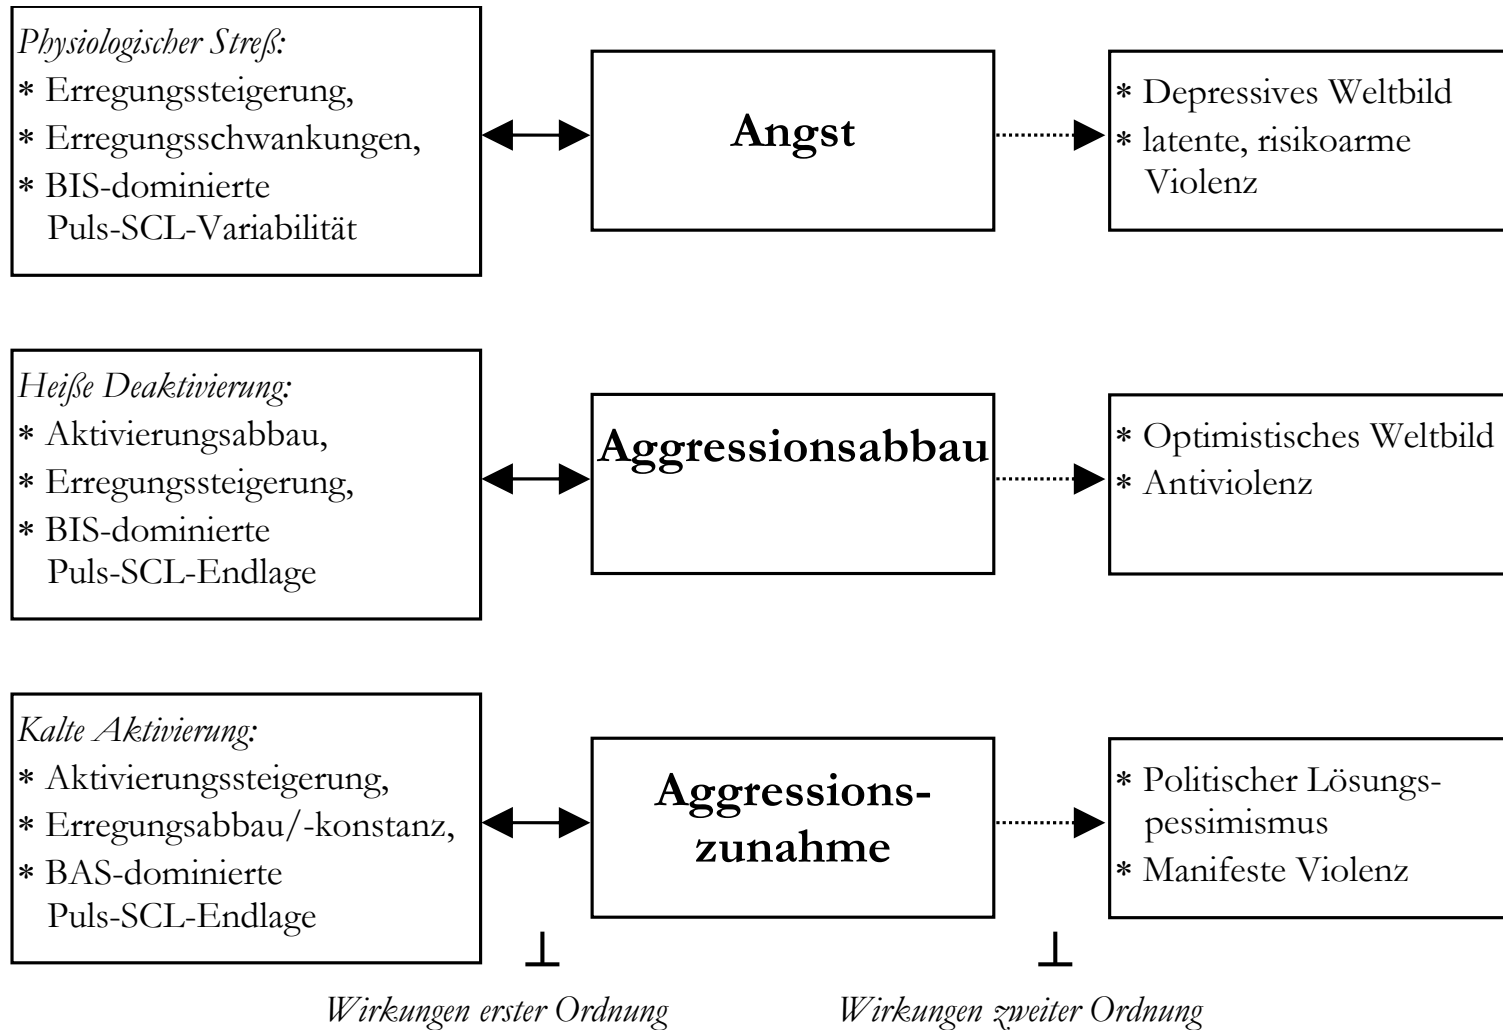 Physiologischer Streß:
* Erregungssteigerung,
* Erregungsschwankungen,
* BIS-dominierte
Puls-SCL-Variabilität
Angst
* Depressives Weltbild
* latente, risikoarme
Violenz
Heiße Deaktivierung:
* Aktivierungsabbau,
* Erregungssteigerung,
* BIS-dominierte
Puls-SCL-Endlage
Aggressionsabbau
* Optimistisches Weltbild
* Antiviolenz
Kalte Aktivierung:
* Aktivierungssteigerung,
* Erregungsabbau/-konstanz,
* BAS-dominierte
Puls-SCL-Endlage
Aggressions-
zunahme
* Politischer Lösungs-
pessimismus
* Manifeste Violenz
⊥ ⊥
Wirkungen erster Ordnung Wirkungen zweiter Ordnung